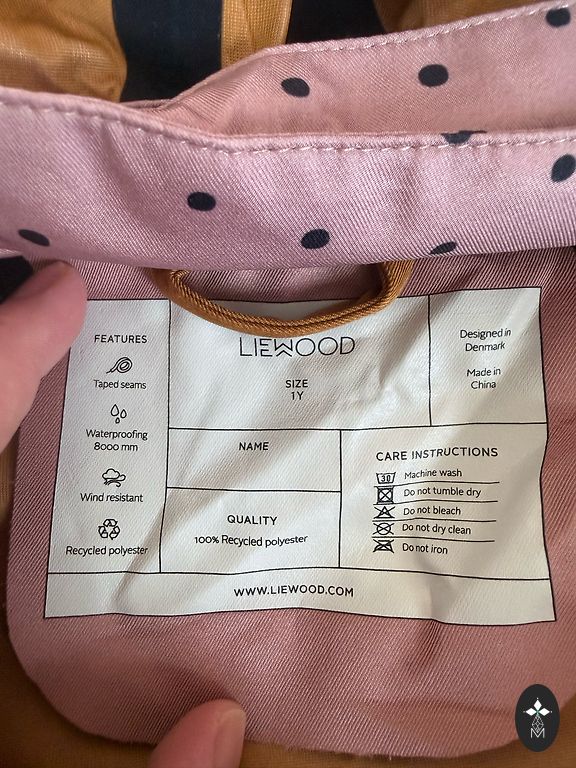 FEATURES
Taped seams
Waterproofing
8000 mm
Wind resistant
Recycled polyester
LIEWOOD
SIZE
1Y
Designed in
Denmark
Made in
China
NAME
QUALITY
100% Recycled polyester
CARE INSTRUCTIONS
30 Machine wash
Do not tumble dry
Do not bleach
Do not dry clean
Do not iron
WWW.LIEWOOD.COM
M